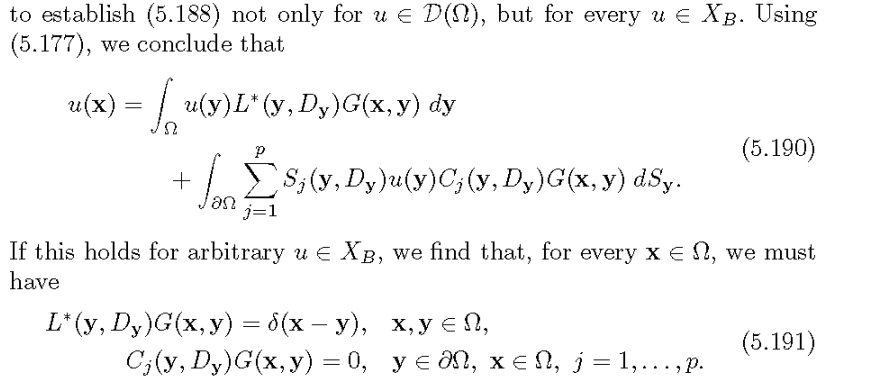 to establish (5.188) not only for u ∈ 𝒟(Ω), but for every u ∈ X_B. Using
(5.177), we conclude that
u(𝐱) = ∫_Ω u(𝐲)L*(𝐲, D_𝐲)G(𝐱, 𝐲) d𝐲
+ ∫_{∂Ω} ∑_{j=1}^{p} S_j(𝐲, D_𝐲)u(𝐲)C_j(𝐲, D_𝐲)G(𝐱, 𝐲) dS_𝐲. (5.190)
If this holds for arbitrary u ∈ X_B, we find that, for every 𝐱 ∈ Ω, we must
have
L*(𝐲, D_𝐲)G(𝐱, 𝐲) = δ(𝐱 − 𝐲), 𝐱, 𝐲 ∈ Ω,
C_j(𝐲, D_𝐲)G(𝐱, 𝐲) = 0, 𝐲 ∈ ∂Ω, 𝐱 ∈ Ω, j = 1, . . . , p. (5.191)